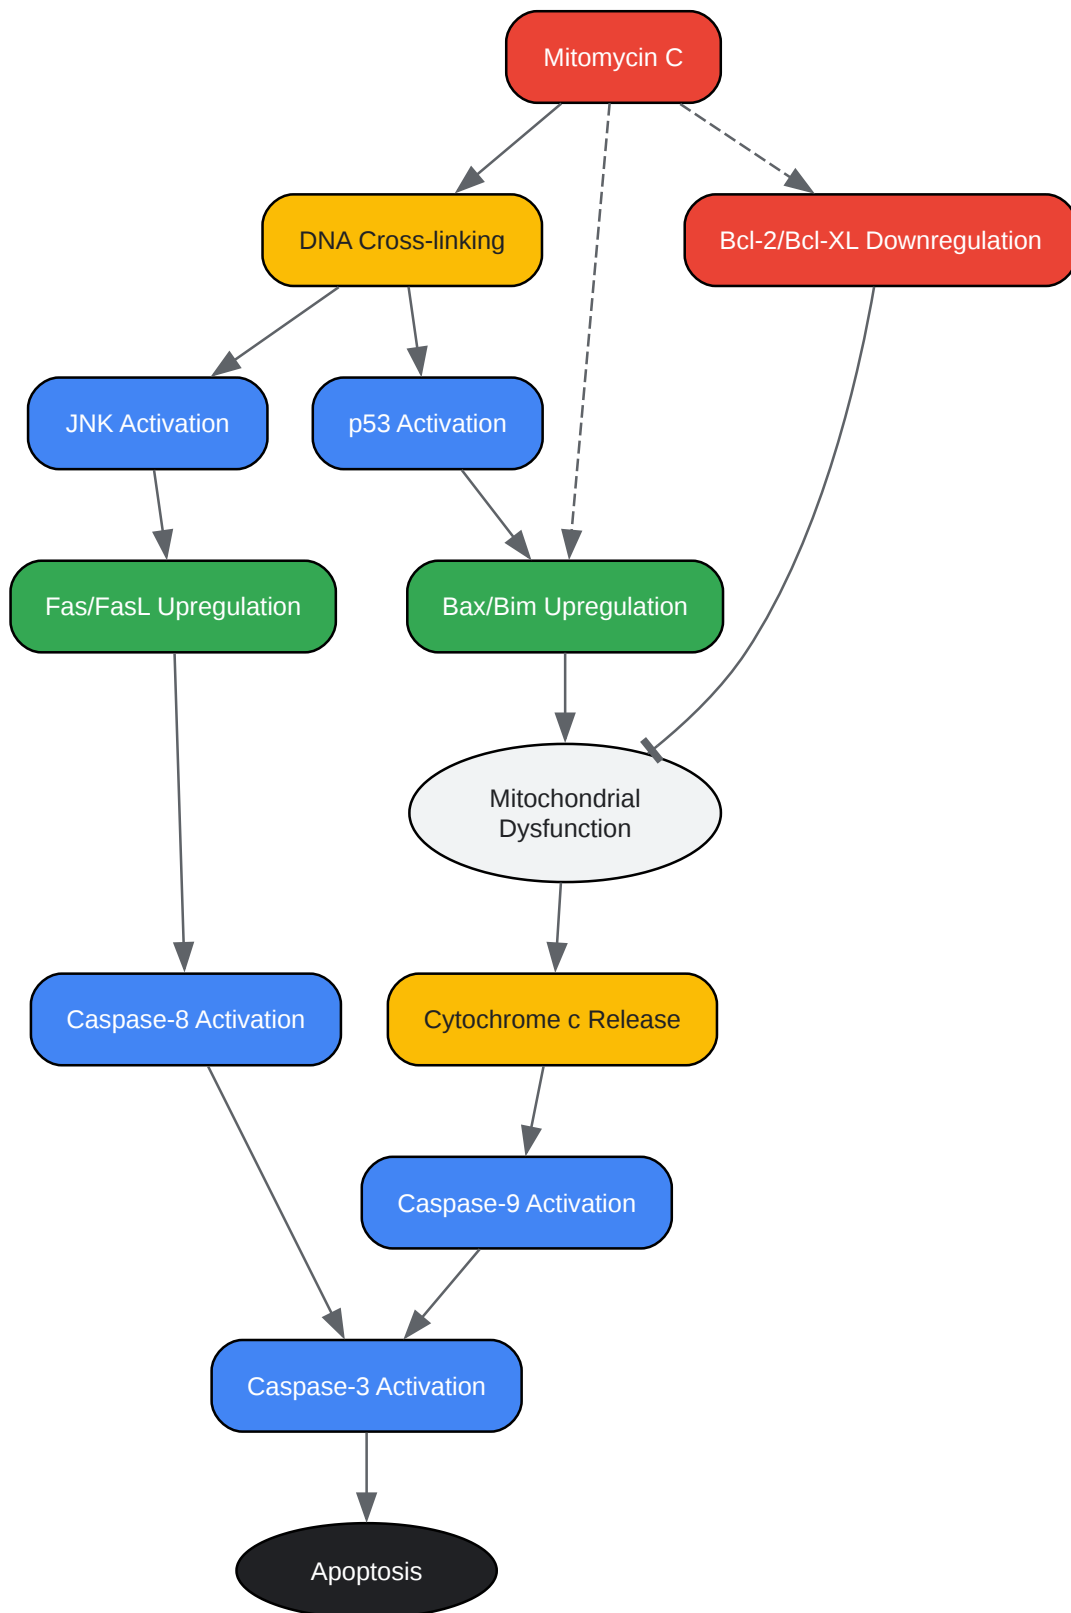 Mitomycin C
DNA Cross-linking
Bcl-2/Bcl-XL Downregulation
JNK Activation
p53 Activation
Fas/FasL Upregulation
Bax/Bim Upregulation
Mitochondrial
Dysfunction
Caspase-8 Activation
Cytochrome c Release
Caspase-9 Activation
Caspase-3 Activation
Apoptosis